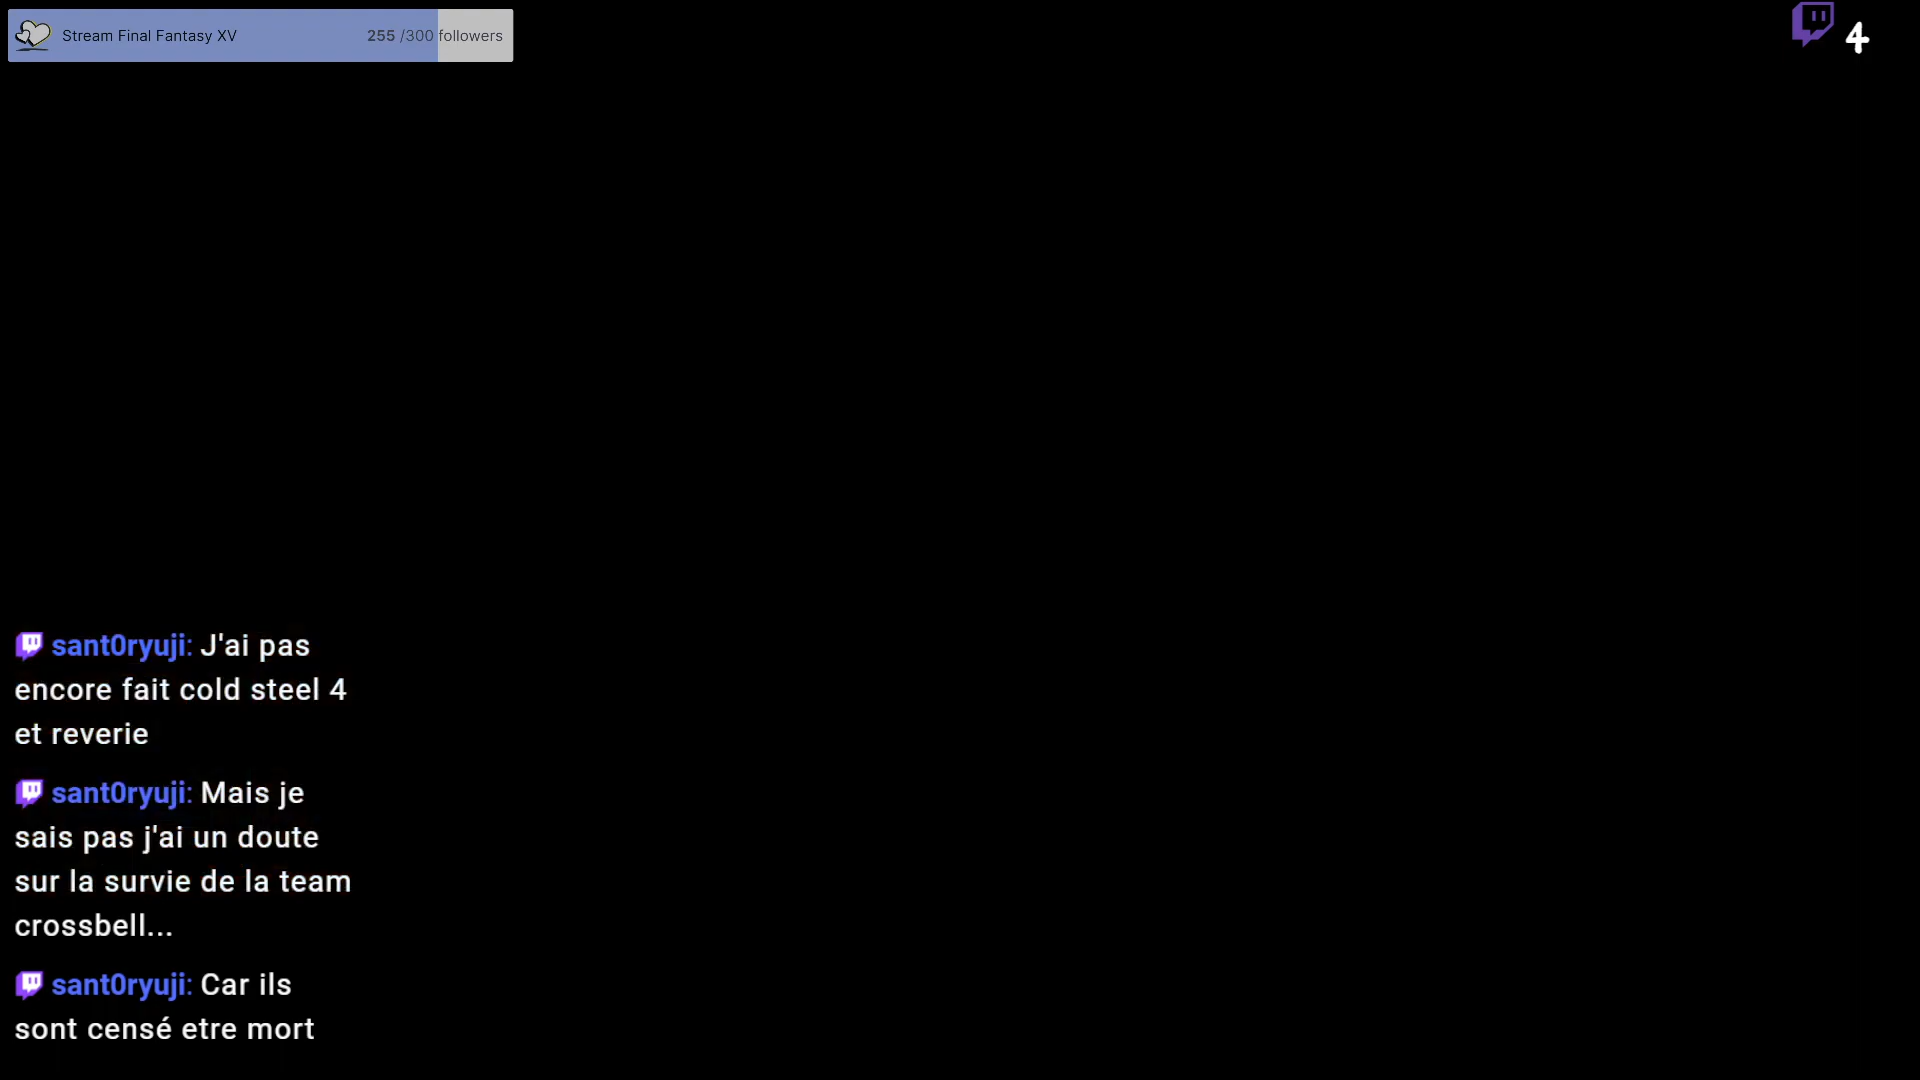 Stream Final Fantasy XV 255 /300 followers
4
sant0ryuji: J'ai pas
encore fait cold steel 4
et reverie
sant0ryuji: Mais je
sais pas j'ai un doute
sur la survie de la team
crossbell...
sant0ryuji: Car ils
sont censé etre mort